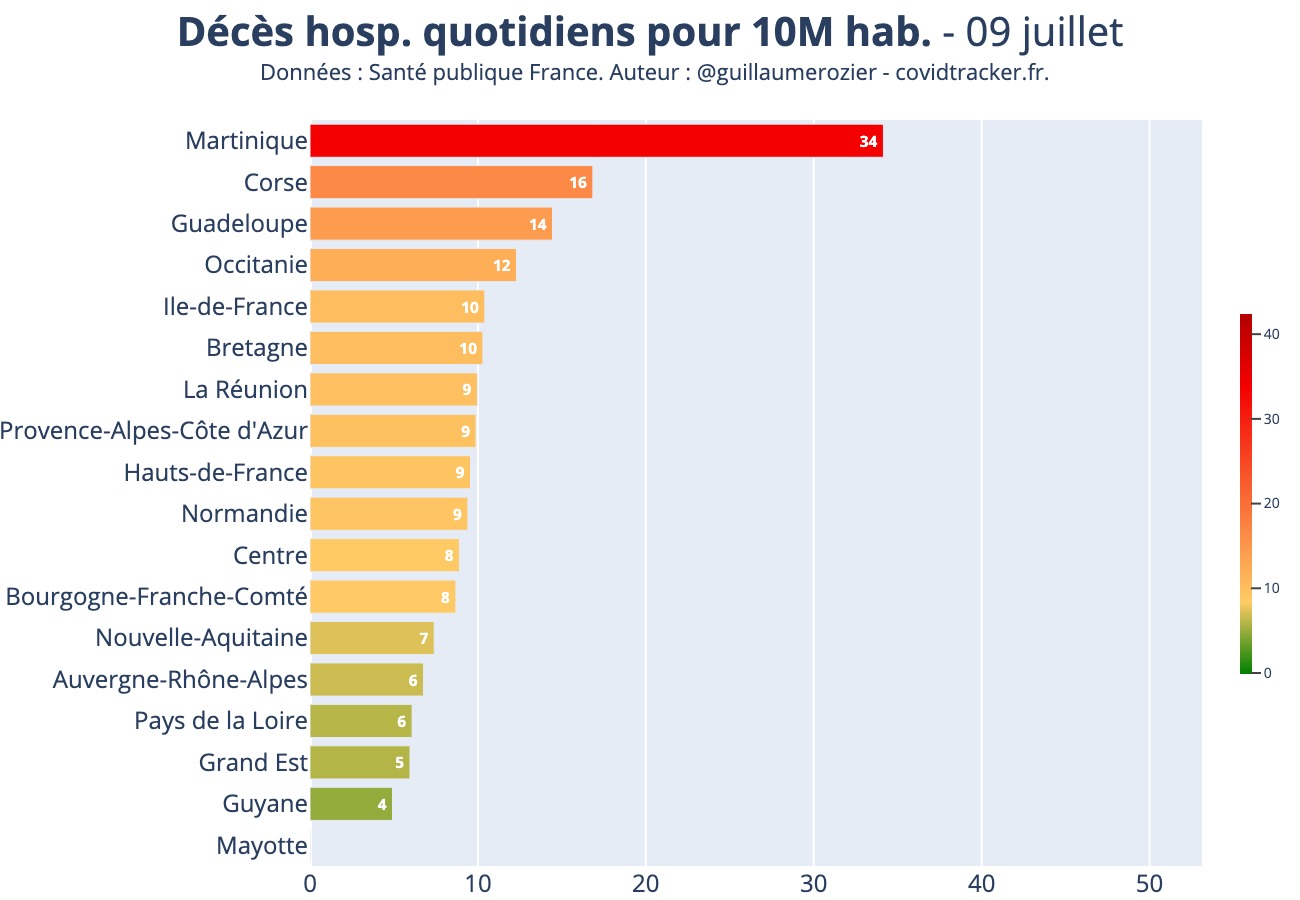 Décès hosp. quotidiens pour 10M hab. - 09 juillet
Données : Santé publique France. Auteur : @guillaumerozier - covidtracker.fr.
Martinique 34
Corse 16
Guadeloupe 14
Occitanie 12
Ile-de-France 10
Bretagne 10
La Réunion 9
Provence-Alpes-Côte d'Azur 9
Hauts-de-France 9
Normandie 9
Centre 8
Bourgogne-Franche-Comté 8
Nouvelle-Aquitaine 7
Auvergne-Rhône-Alpes 6
Pays de la Loire 6
Grand Est 5
Guyane 4
Mayotte
0 10 20 30 40 50
40
30
20
10
0